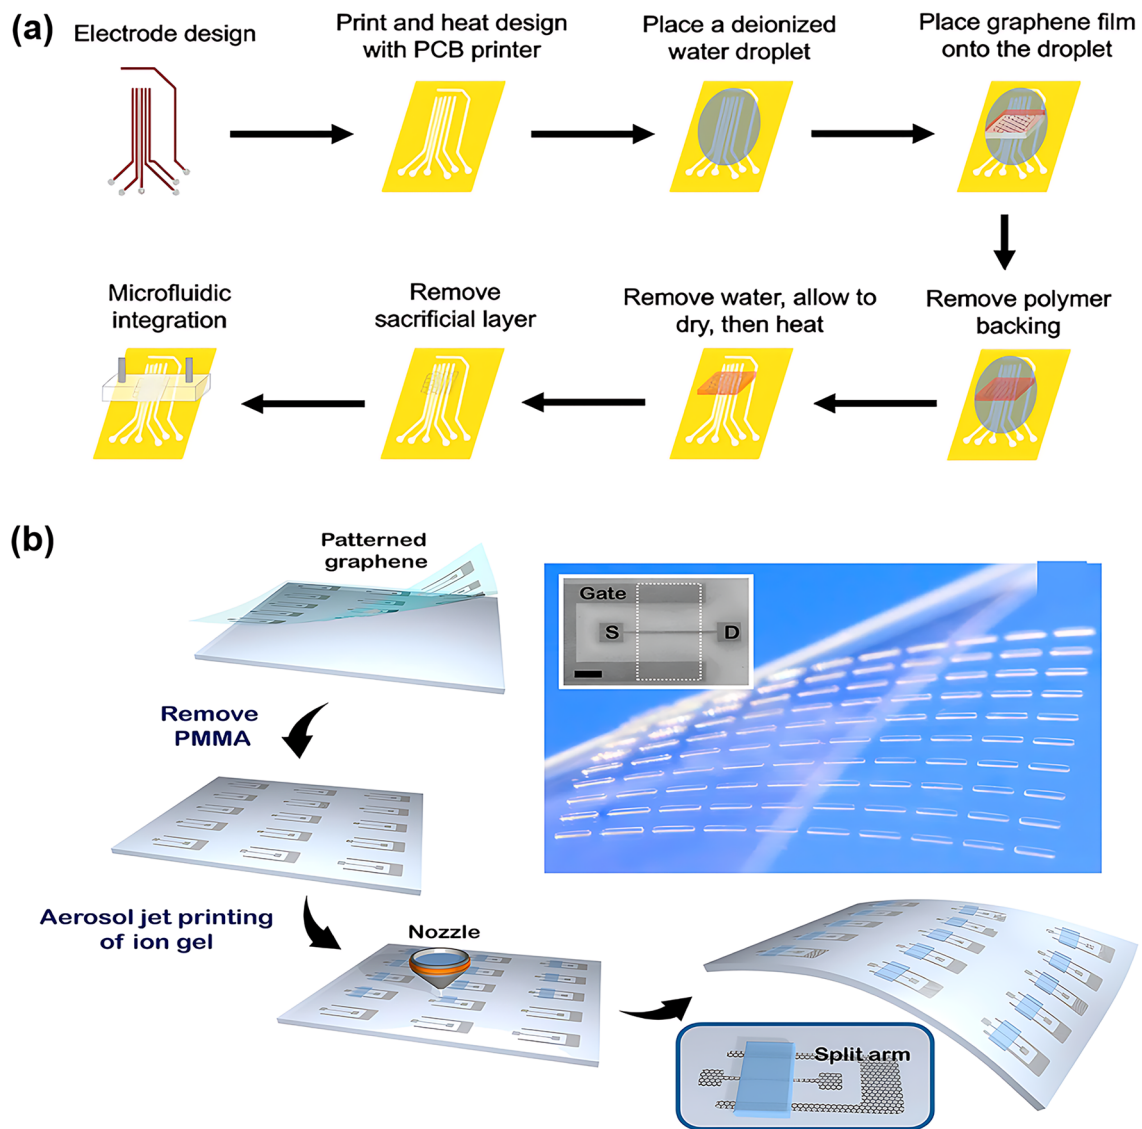 (a)
Electrode design
Print and heat design
with PCB printer
Place a deionized
water droplet
Place graphene film
onto the droplet
Microfluidic
integration
Remove
sacrificial layer
Remove water, allow to
dry, then heat
Remove polymer
backing
(b)
Patterned
graphene
Gate
S
D
Remove
PMMA
Aerosol jet printing
of ion gel
Nozzle
Split arm